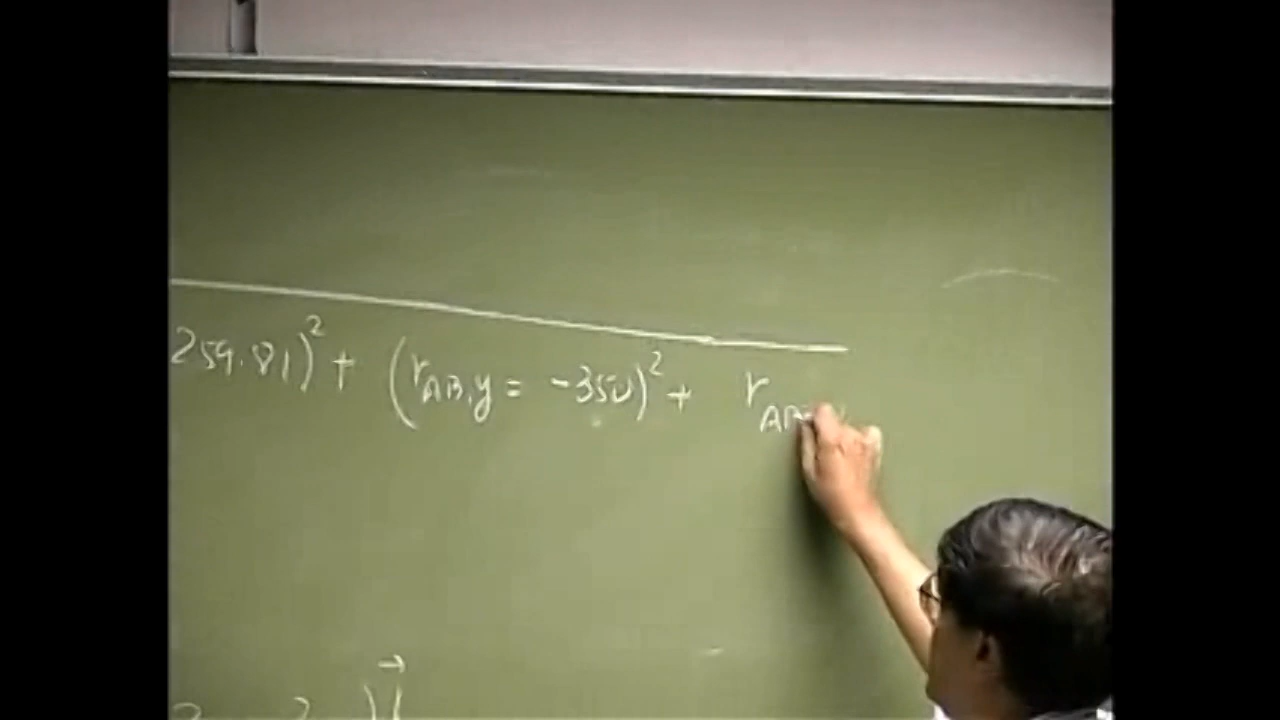 259.81)² + (r_AB,y = -350)² + r_AB